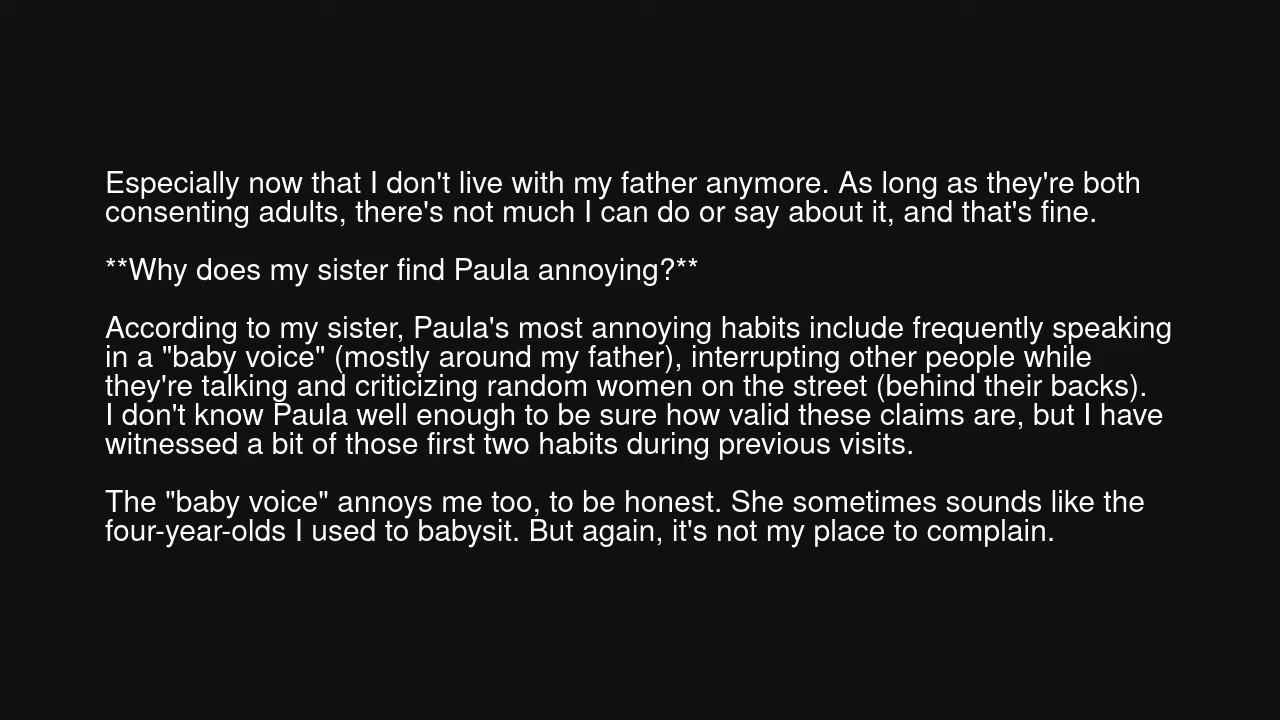 Especially now that I don't live with my father anymore. As long as they're both
consenting adults, there's not much I can do or say about it, and that's fine.
**Why does my sister find Paula annoying?**
According to my sister, Paula's most annoying habits include frequently speaking
in a "baby voice" (mostly around my father), interrupting other people while
they're talking and criticizing random women on the street (behind their backs).
I don't know Paula well enough to be sure how valid these claims are, but I have
witnessed a bit of those first two habits during previous visits.
The "baby voice" annoys me too, to be honest. She sometimes sounds like the
four-year-olds I used to babysit. But again, it's not my place to complain.